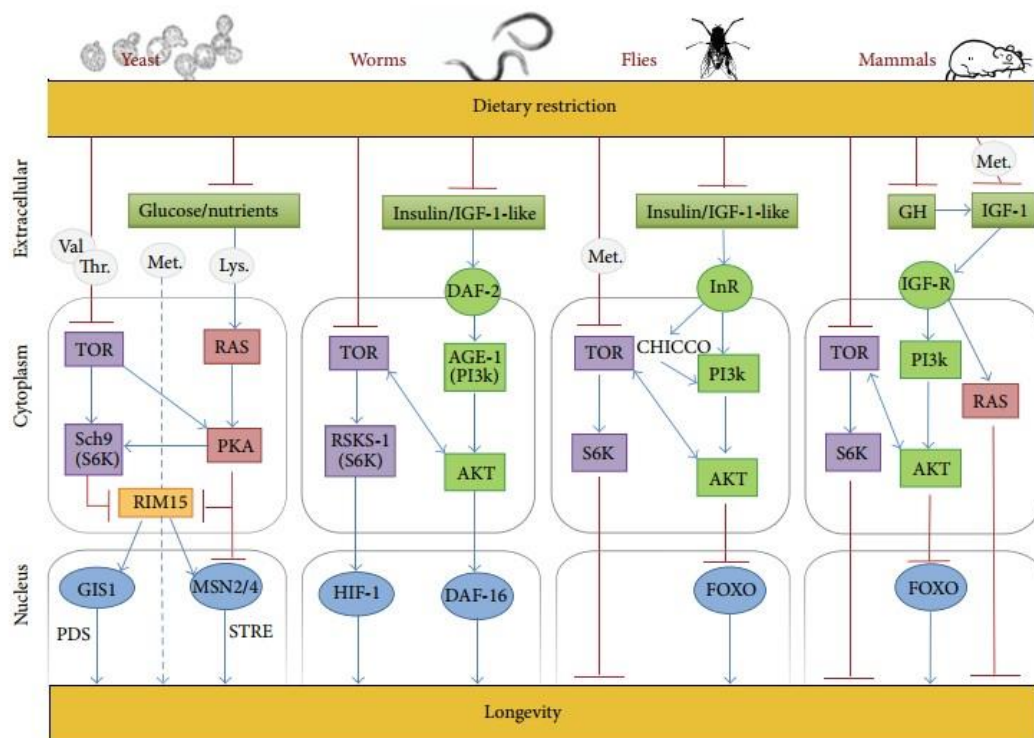 Yeast
Worms
Flies
Mammals
Dietary restriction
Extracellular
Cytoplasm
Nucleus
Glucose/nutrients
Val
Thr.
Met.
Lys.
TOR
RAS
Sch9
(S6K)
PKA
RIM15
GIS1
MSN2/4
PDS
STRE
Insulin/IGF-1-like
DAF-2
TOR
AGE-1
(PI3k)
RSKS-1
(S6K)
AKT
HIF-1
DAF-16
Insulin/IGF-1-like
Met.
InR
TOR
CHICCO
PI3k
S6K
AKT
FOXO
Met.
GH
IGF-1
IGF-R
TOR
PI3k
RAS
S6K
AKT
FOXO
Longevity